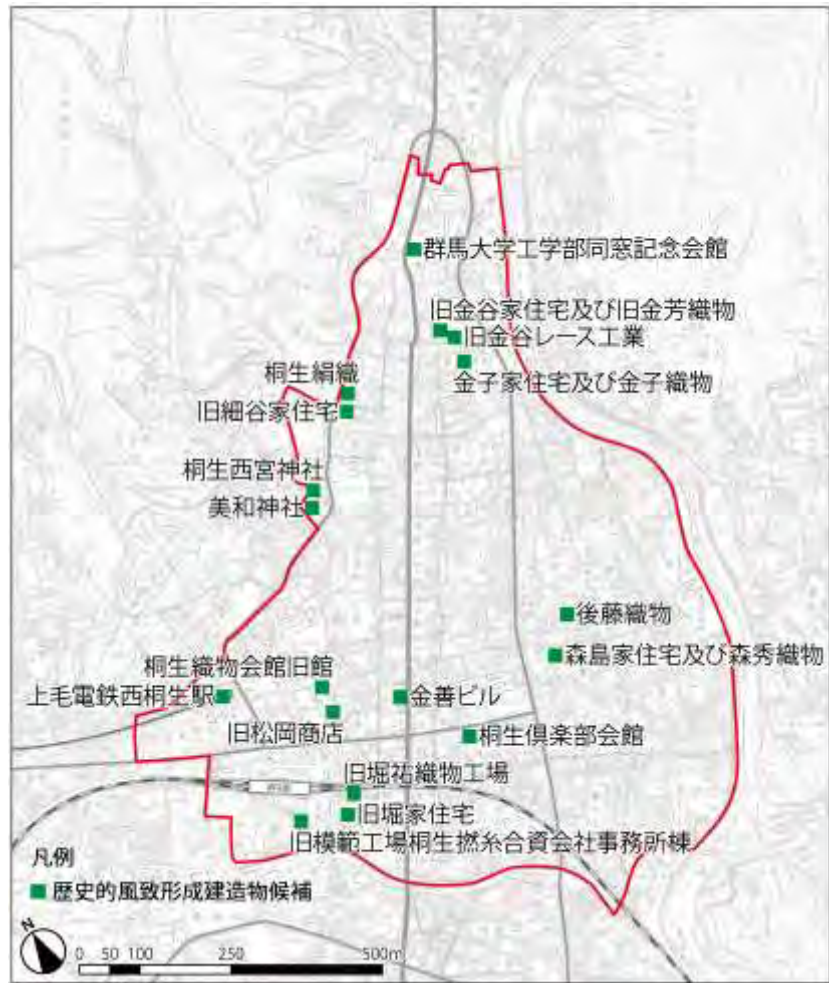 群馬大学工学部同窓記念会館
旧金谷家住宅及び旧金芳織物
旧金谷レース工業
金子家住宅及び金子織物
桐生絹織
旧細谷家住宅
桐生西宮神社
美和神社
後藤織物
森島家住宅及び森秀織物
桐生織物会館旧館
上毛電鉄西桐生駅
金善ビル
旧松岡商店
桐生倶楽部会館
旧堀祐織物工場
旧堀家住宅
旧模範工場桐生撚糸合資会社事務所棟
凡例
歴史的風致形成建造物候補
N
0 50 100 250 500m